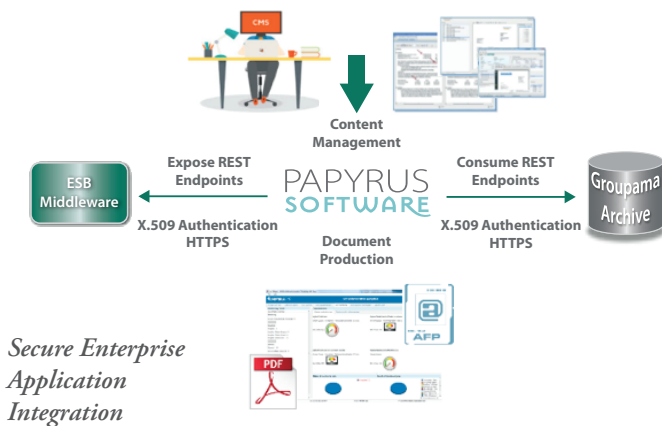 CMS
Content
Management
Expose REST
Endpoints
Consume REST
Endpoints
ESB
Middleware
PAPYRUS
SOFTWARE
Groupama
Archive
X.509 Authentication
HTTPS
X.509 Authentication
HTTPS
Document
Production
@
AFP
PDF
Secure Enterprise
Application
Integration